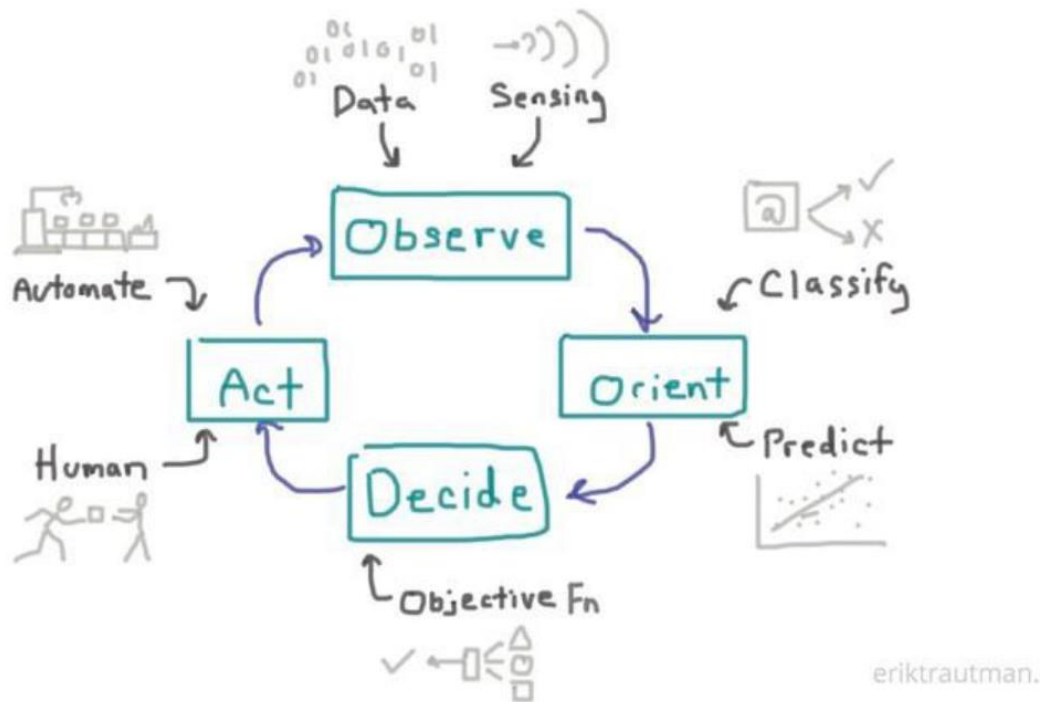 01 01
01 0101
01 01
Data Sensing
Observe
@
Automate
Classify
Act
Orient
Human
Predict
Decide
Objective Fn
eriktrautman.